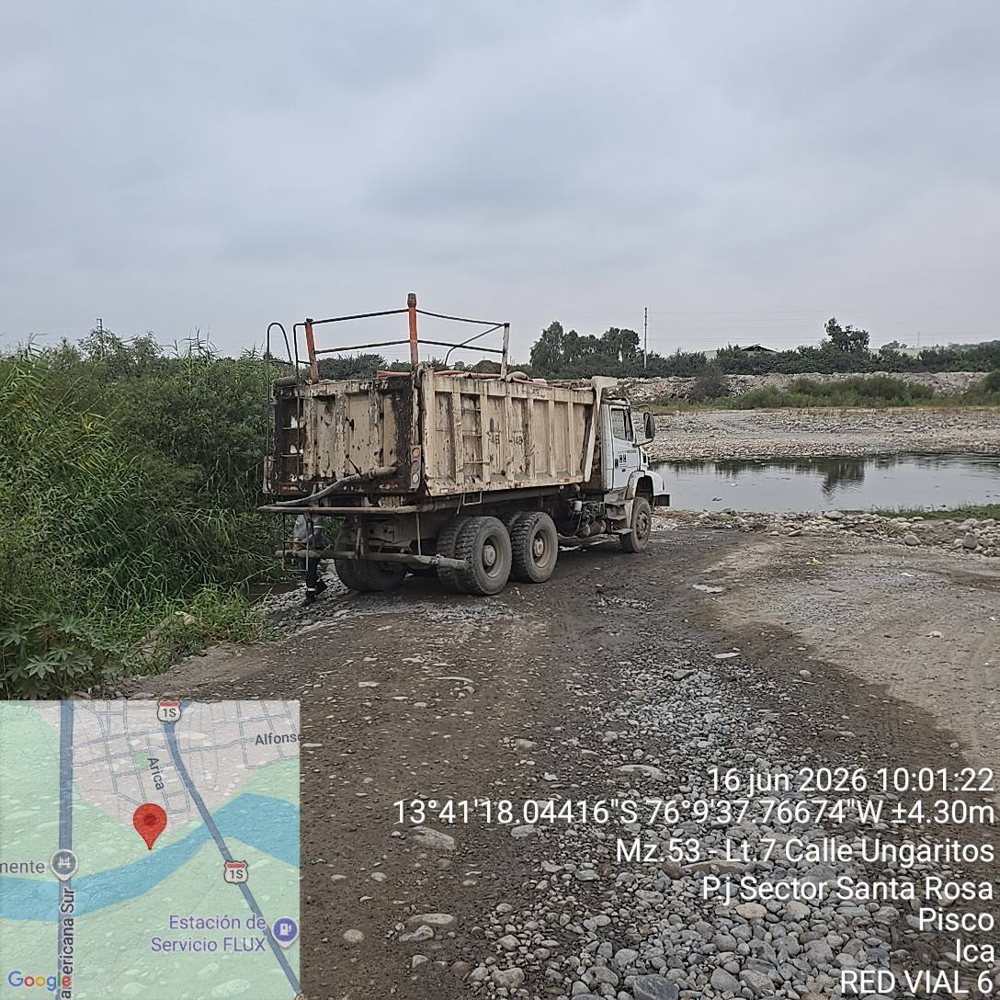 1S
Alfons
Arica
1S
mente
americana Sur
Estación de
Servicio FLUX
Google
16 jun 2026 10:01:22
13°41'18.04416"S 76°9'37.76674"W ±4.30m
Mz.53 - Lt.7 Calle Ungaritos
Pj Sector Santa Rosa
Pisco
Ica
RED VIAL 6